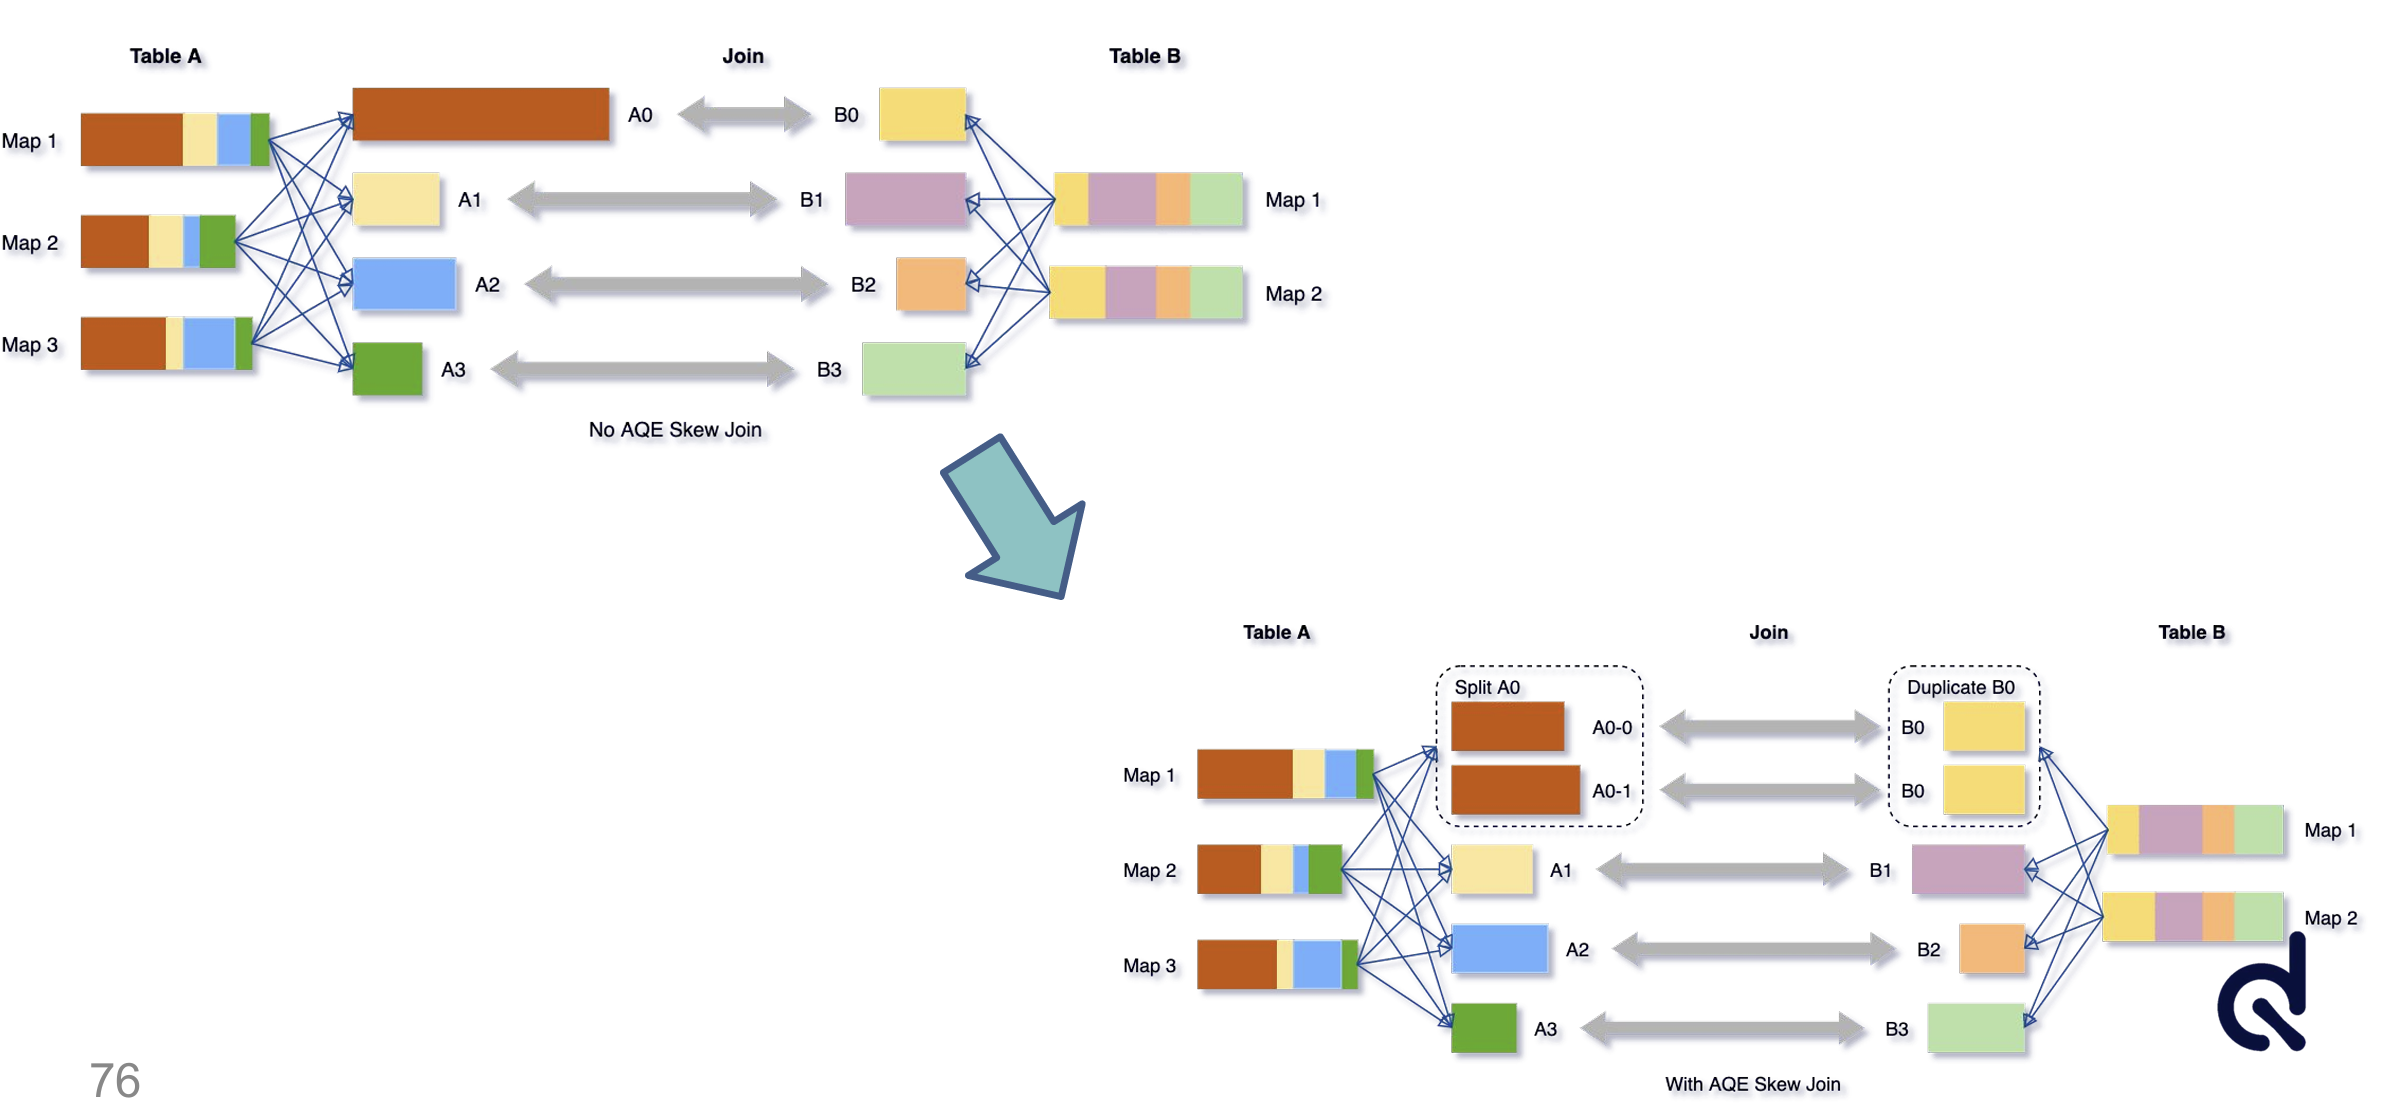 Table A
Join
Table B
A0
B0
Map 1
A1
B1
Map 1
Map 2
A2
B2
Map 2
Map 3
A3
B3
No AQE Skew Join
Table A
Join
Table B
Split A0
Duplicate B0
A0-0
B0
Map 1
A0-1
B0
Map 1
Map 2
A1
B1
Map 2
Map 3
A2
B2
A3
B3
With AQE Skew Join
76